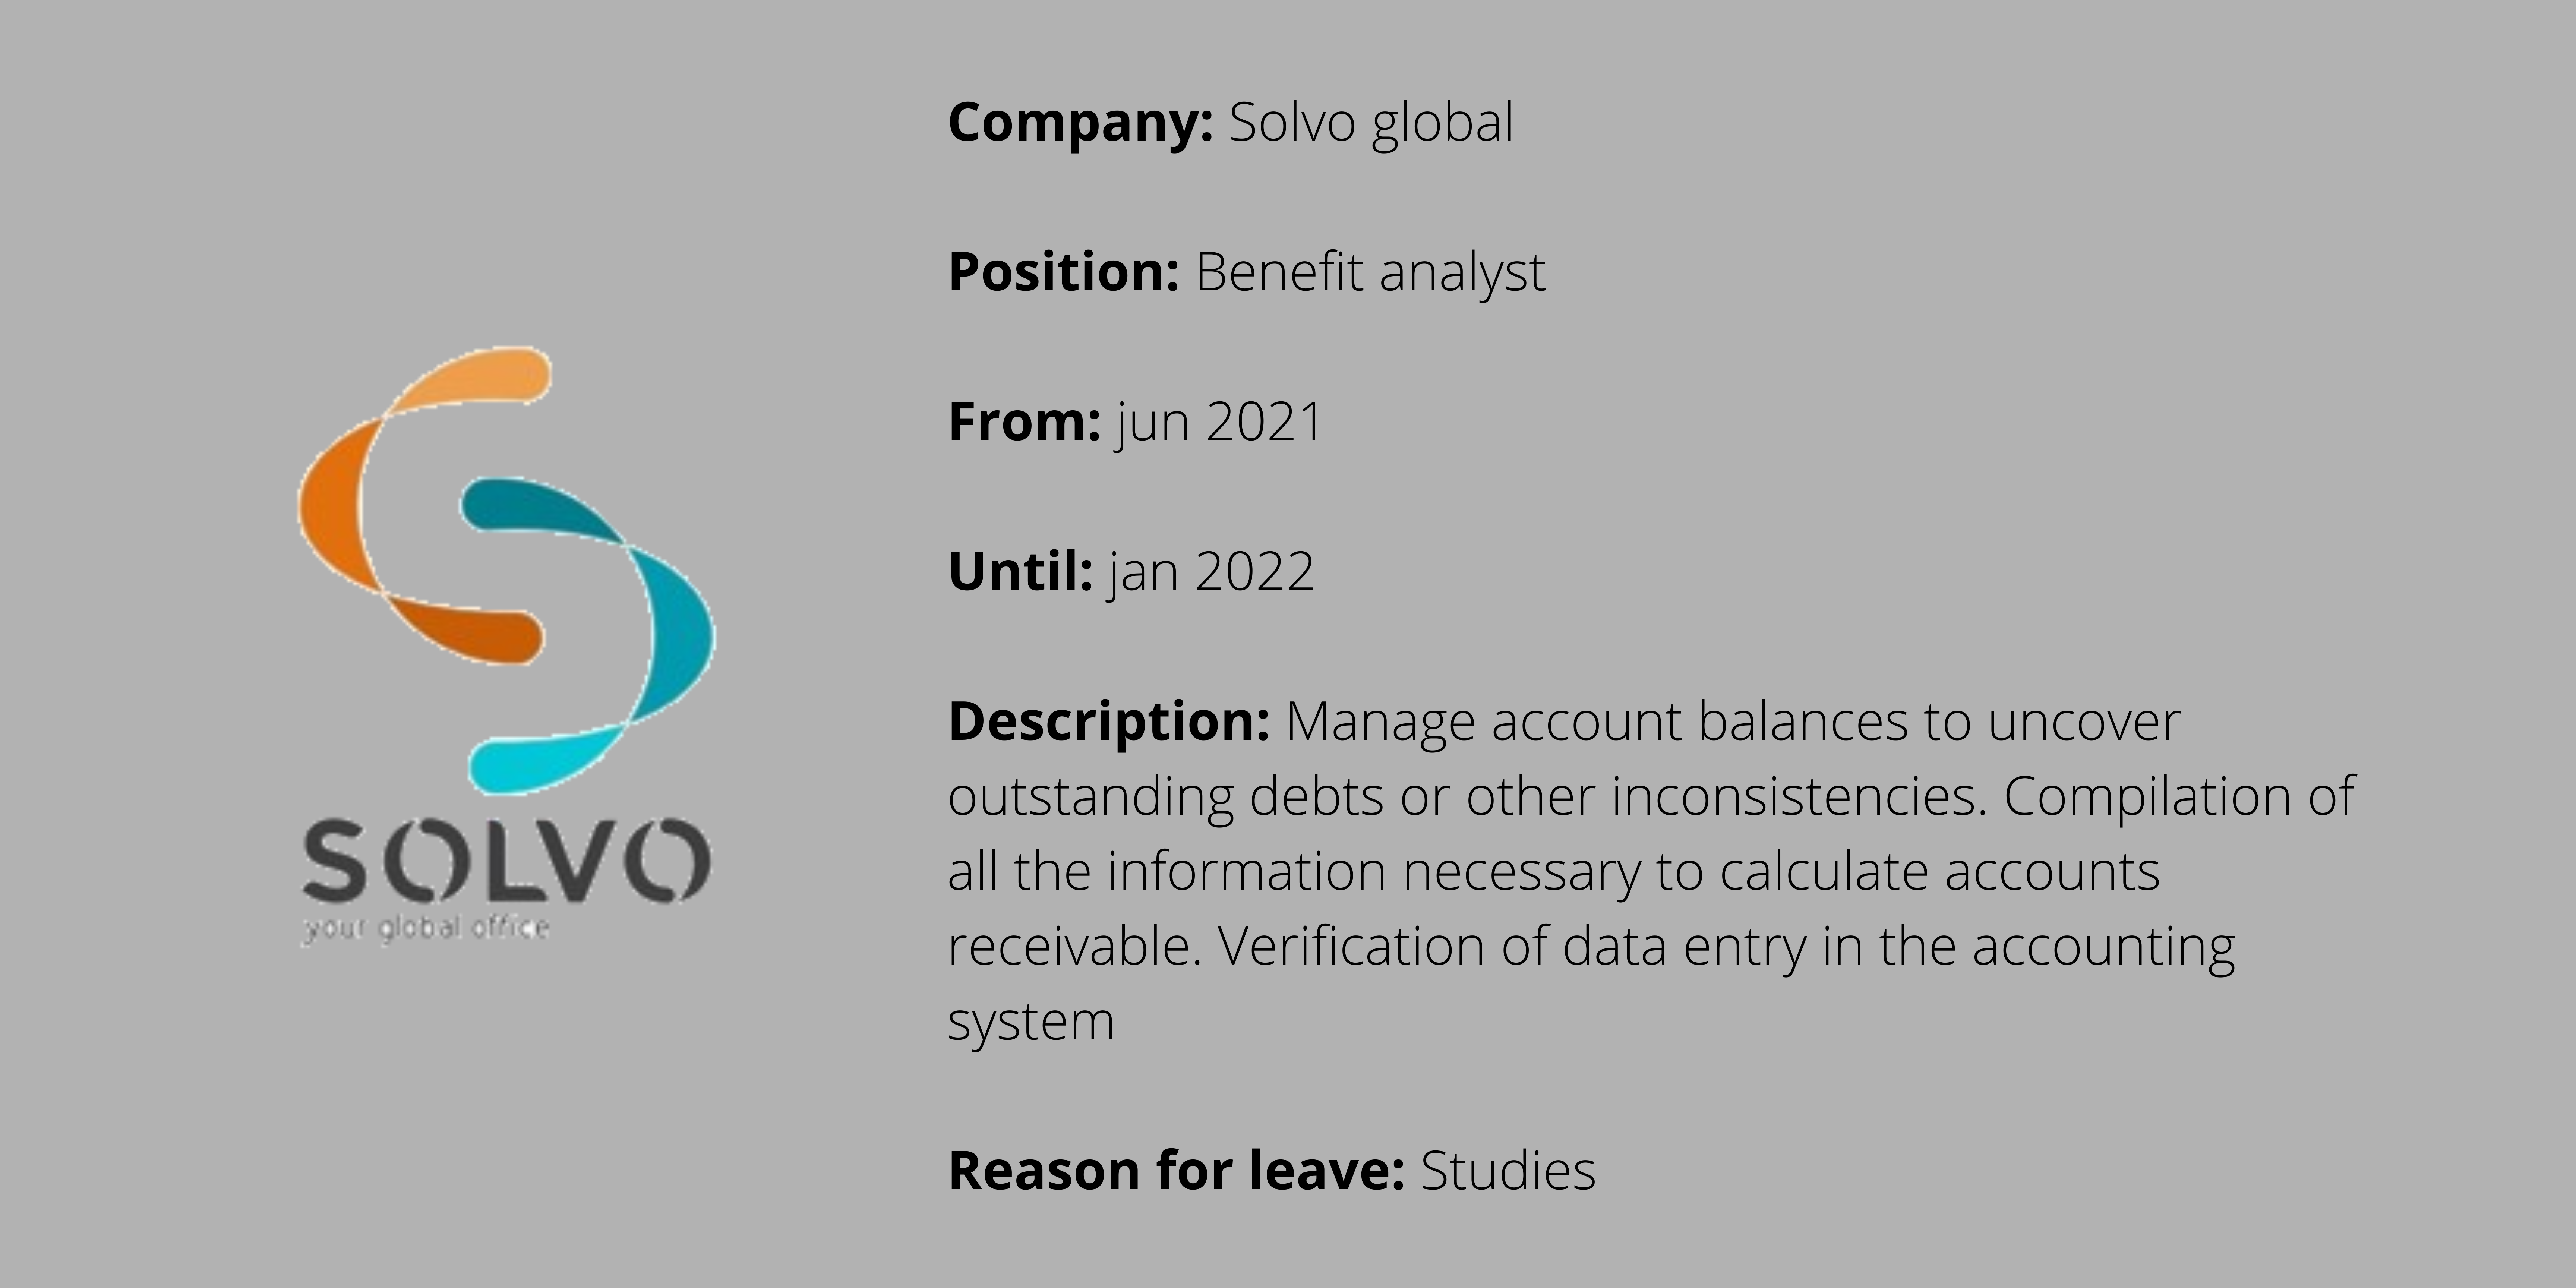 Company: Solvo global
Position: Benefit analyst
From: jun 2021
Until: jan 2022
Description: Manage account balances to uncover
outstanding debts or other inconsistencies. Compilation of
all the information necessary to calculate accounts
receivable. Verification of data entry in the accounting
system
Reason for leave: Studies
SOLVO
your global office